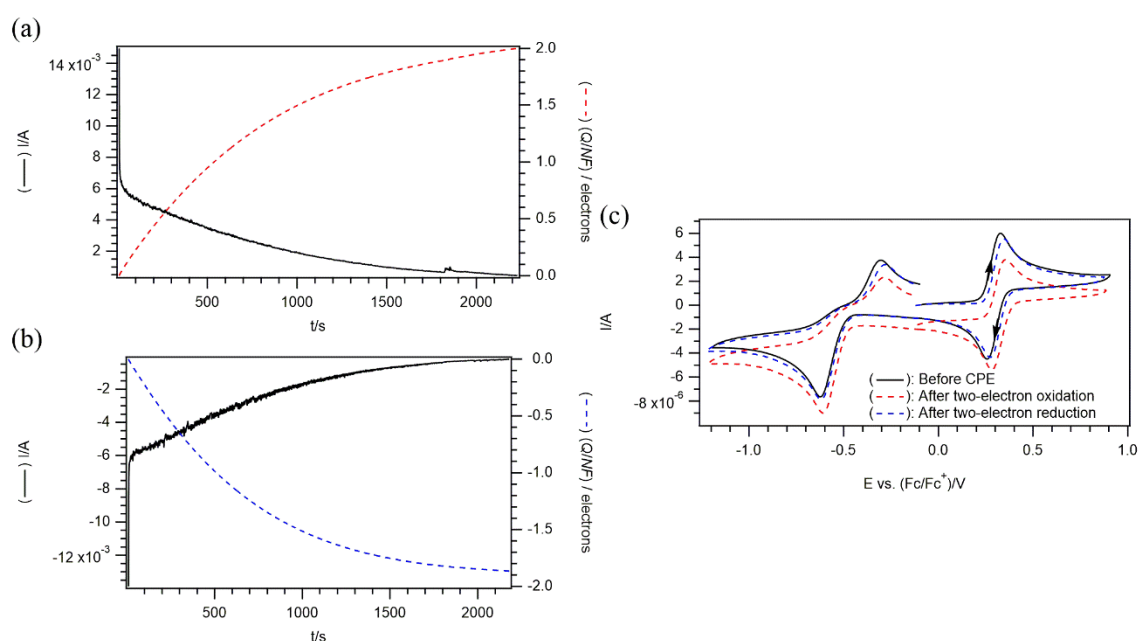 (a)
14 x10⁻³
12
10
8
6
4
2
(—) I/A
2.0
1.5
1.0
0.5
0.0
(- - -) (Q/NF) / electrons
500
1000
1500
2000
t/s
(b)
-2
-4
-6
-8
-10
-12 x10⁻³
(—) I/A
0.0
-0.5
-1.0
-1.5
-2.0
(- - -) (Q/NF) / electrons
500
1000
1500
2000
t/s
(c)
6
4
2
0
-2
-4
-6
-8 x10⁻⁶
I/A
(—): Before CPE
(- - -): After two-electron oxidation
(- - -): After two-electron reduction
-1.0
-0.5
0.0
0.5
1.0
E vs. (Fc/Fc⁺)/V